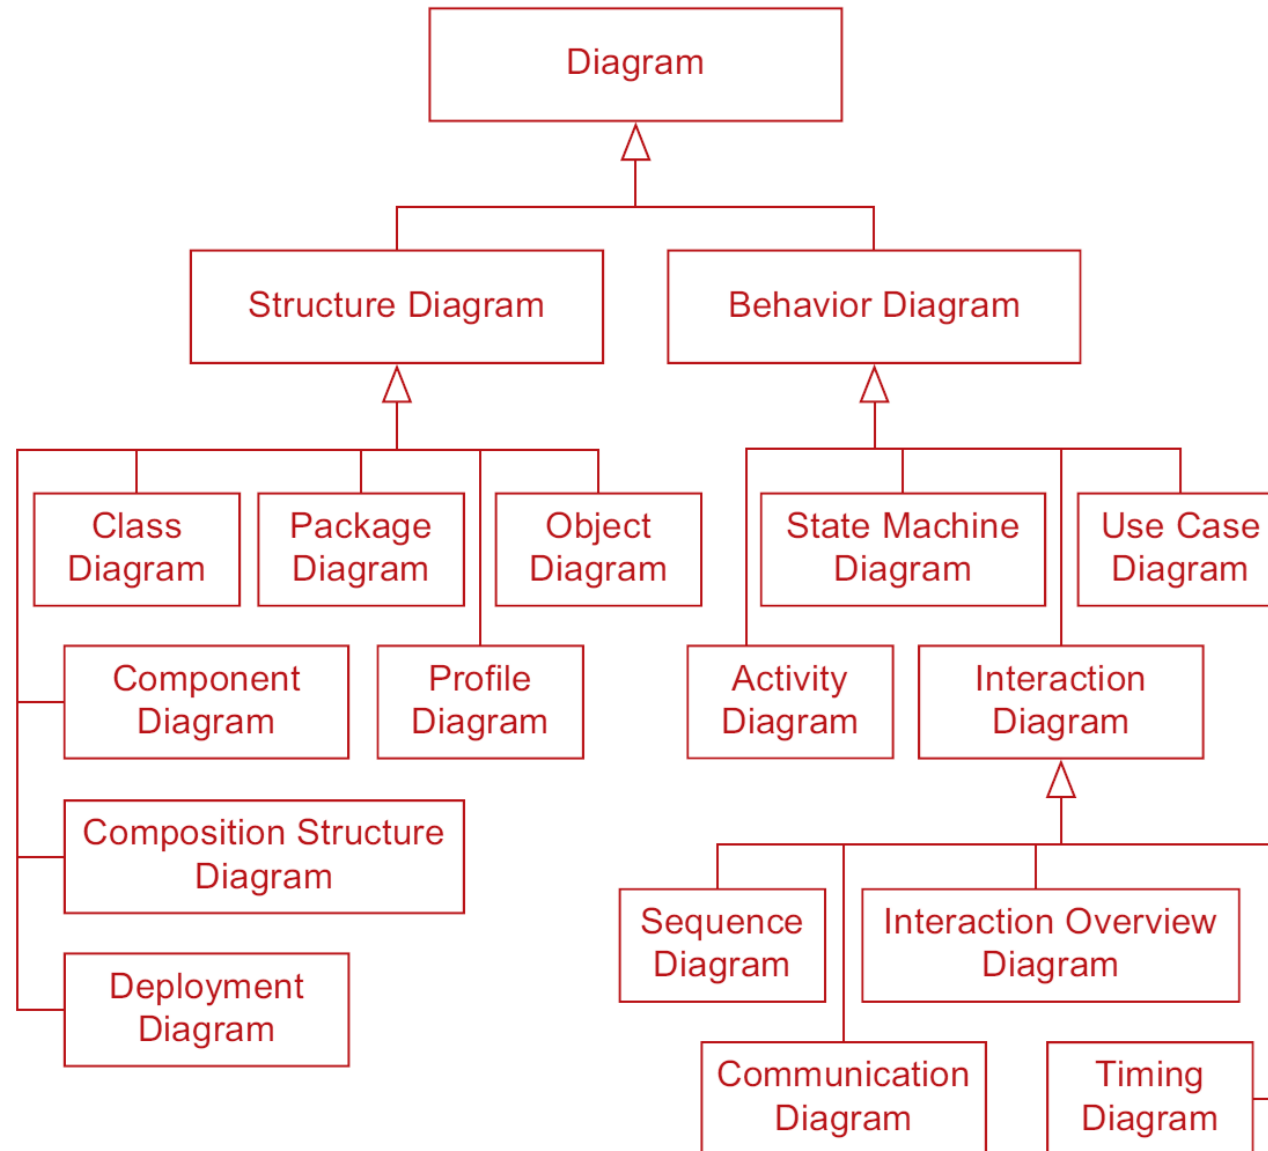 Diagram
Structure Diagram
Behavior Diagram
Class
Diagram
Package
Diagram
Object
Diagram
State Machine
Diagram
Use Case
Diagram
Component
Diagram
Profile
Diagram
Activity
Diagram
Interaction
Diagram
Composition Structure
Diagram
Sequence
Diagram
Interaction Overview
Diagram
Deployment
Diagram
Communication
Diagram
Timing
Diagram